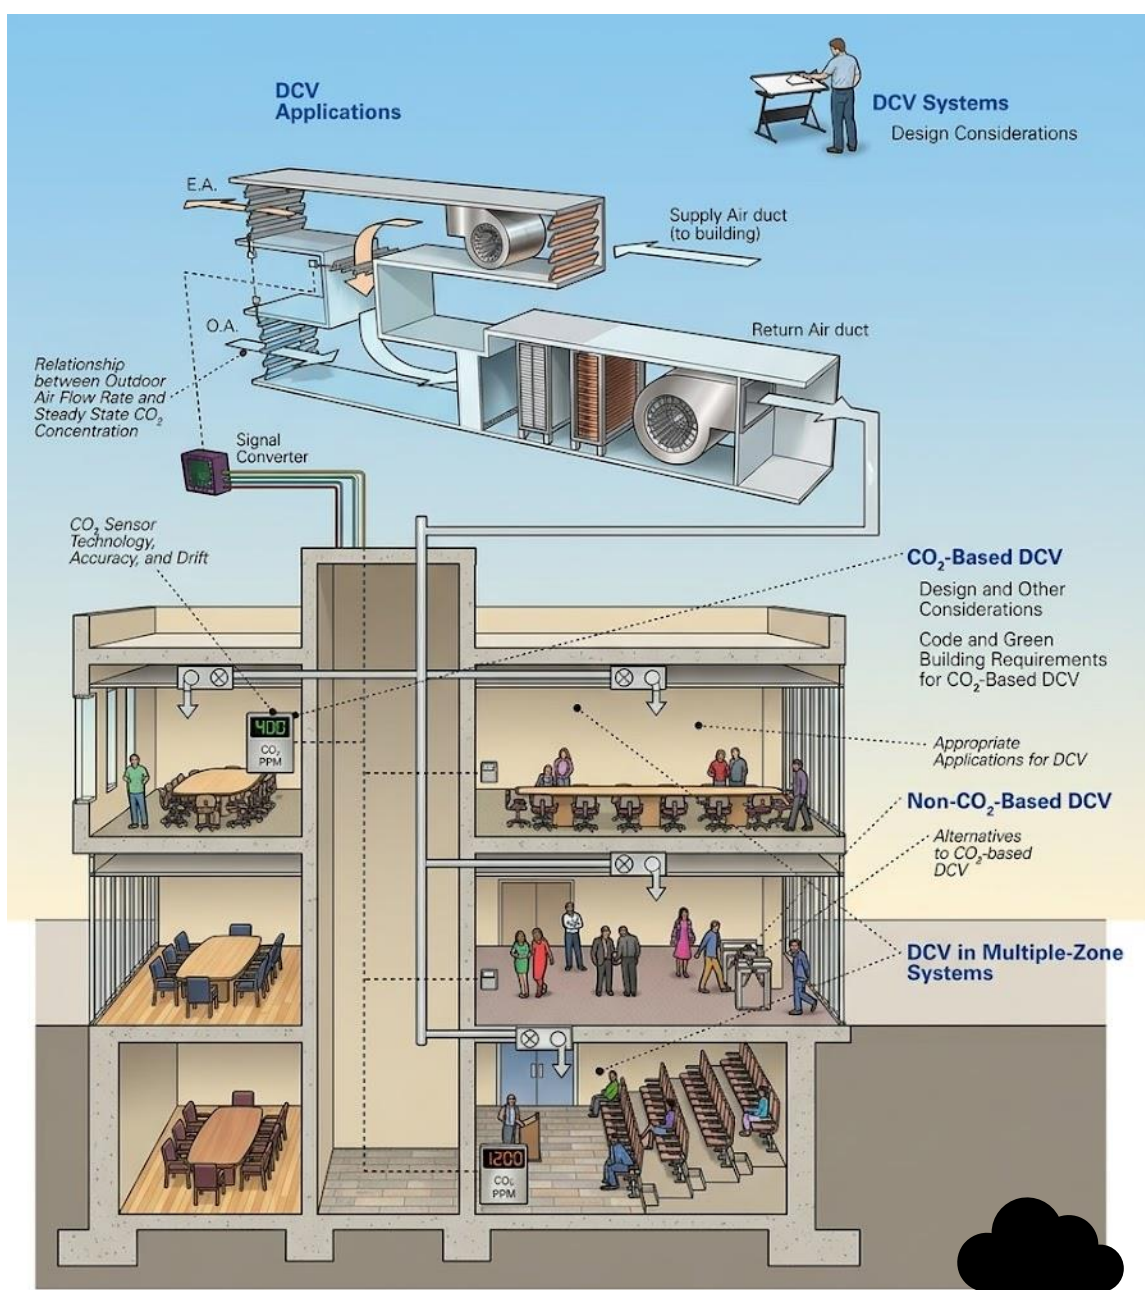 DCV
Applications
DCV Systems
Design Considerations
E.A.
Supply Air duct
(to building)
O.A.
Return Air duct
Relationship
between Outdoor
Air Flow Rate and
Steady State CO₂
Concentration
Signal
Converter
CO₂ Sensor
Technology,
Accuracy, and Drift
CO₂-Based DCV
Design and Other
Considerations
Code and Green
Building Requirements
for CO₂-Based DCV
400
CO₂
PPM
Appropriate
Applications for DCV
Non-CO₂-Based DCV
Alternatives
to CO₂-based
DCV
DCV in Multiple-Zone
Systems
1200
CO₂
PPM